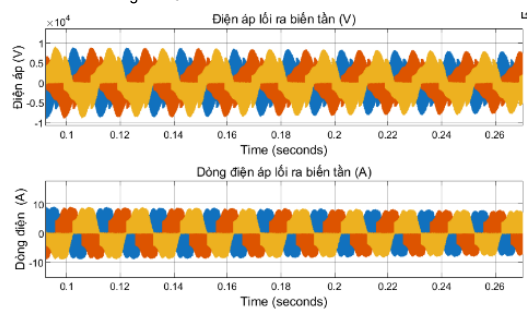 Điện áp lối ra biến tần (V)
×10⁴
1
0.5
0
-0.5
-1
Điện áp (V)
0.1 0.12 0.14 0.16 0.18 0.2 0.22 0.24 0.26
Time (seconds)
Dòng điện áp lối ra biến tần (A)
10
0
-10
Dòng điện (A)
0.1 0.12 0.14 0.16 0.18 0.2 0.22 0.24 0.26
Time (seconds)